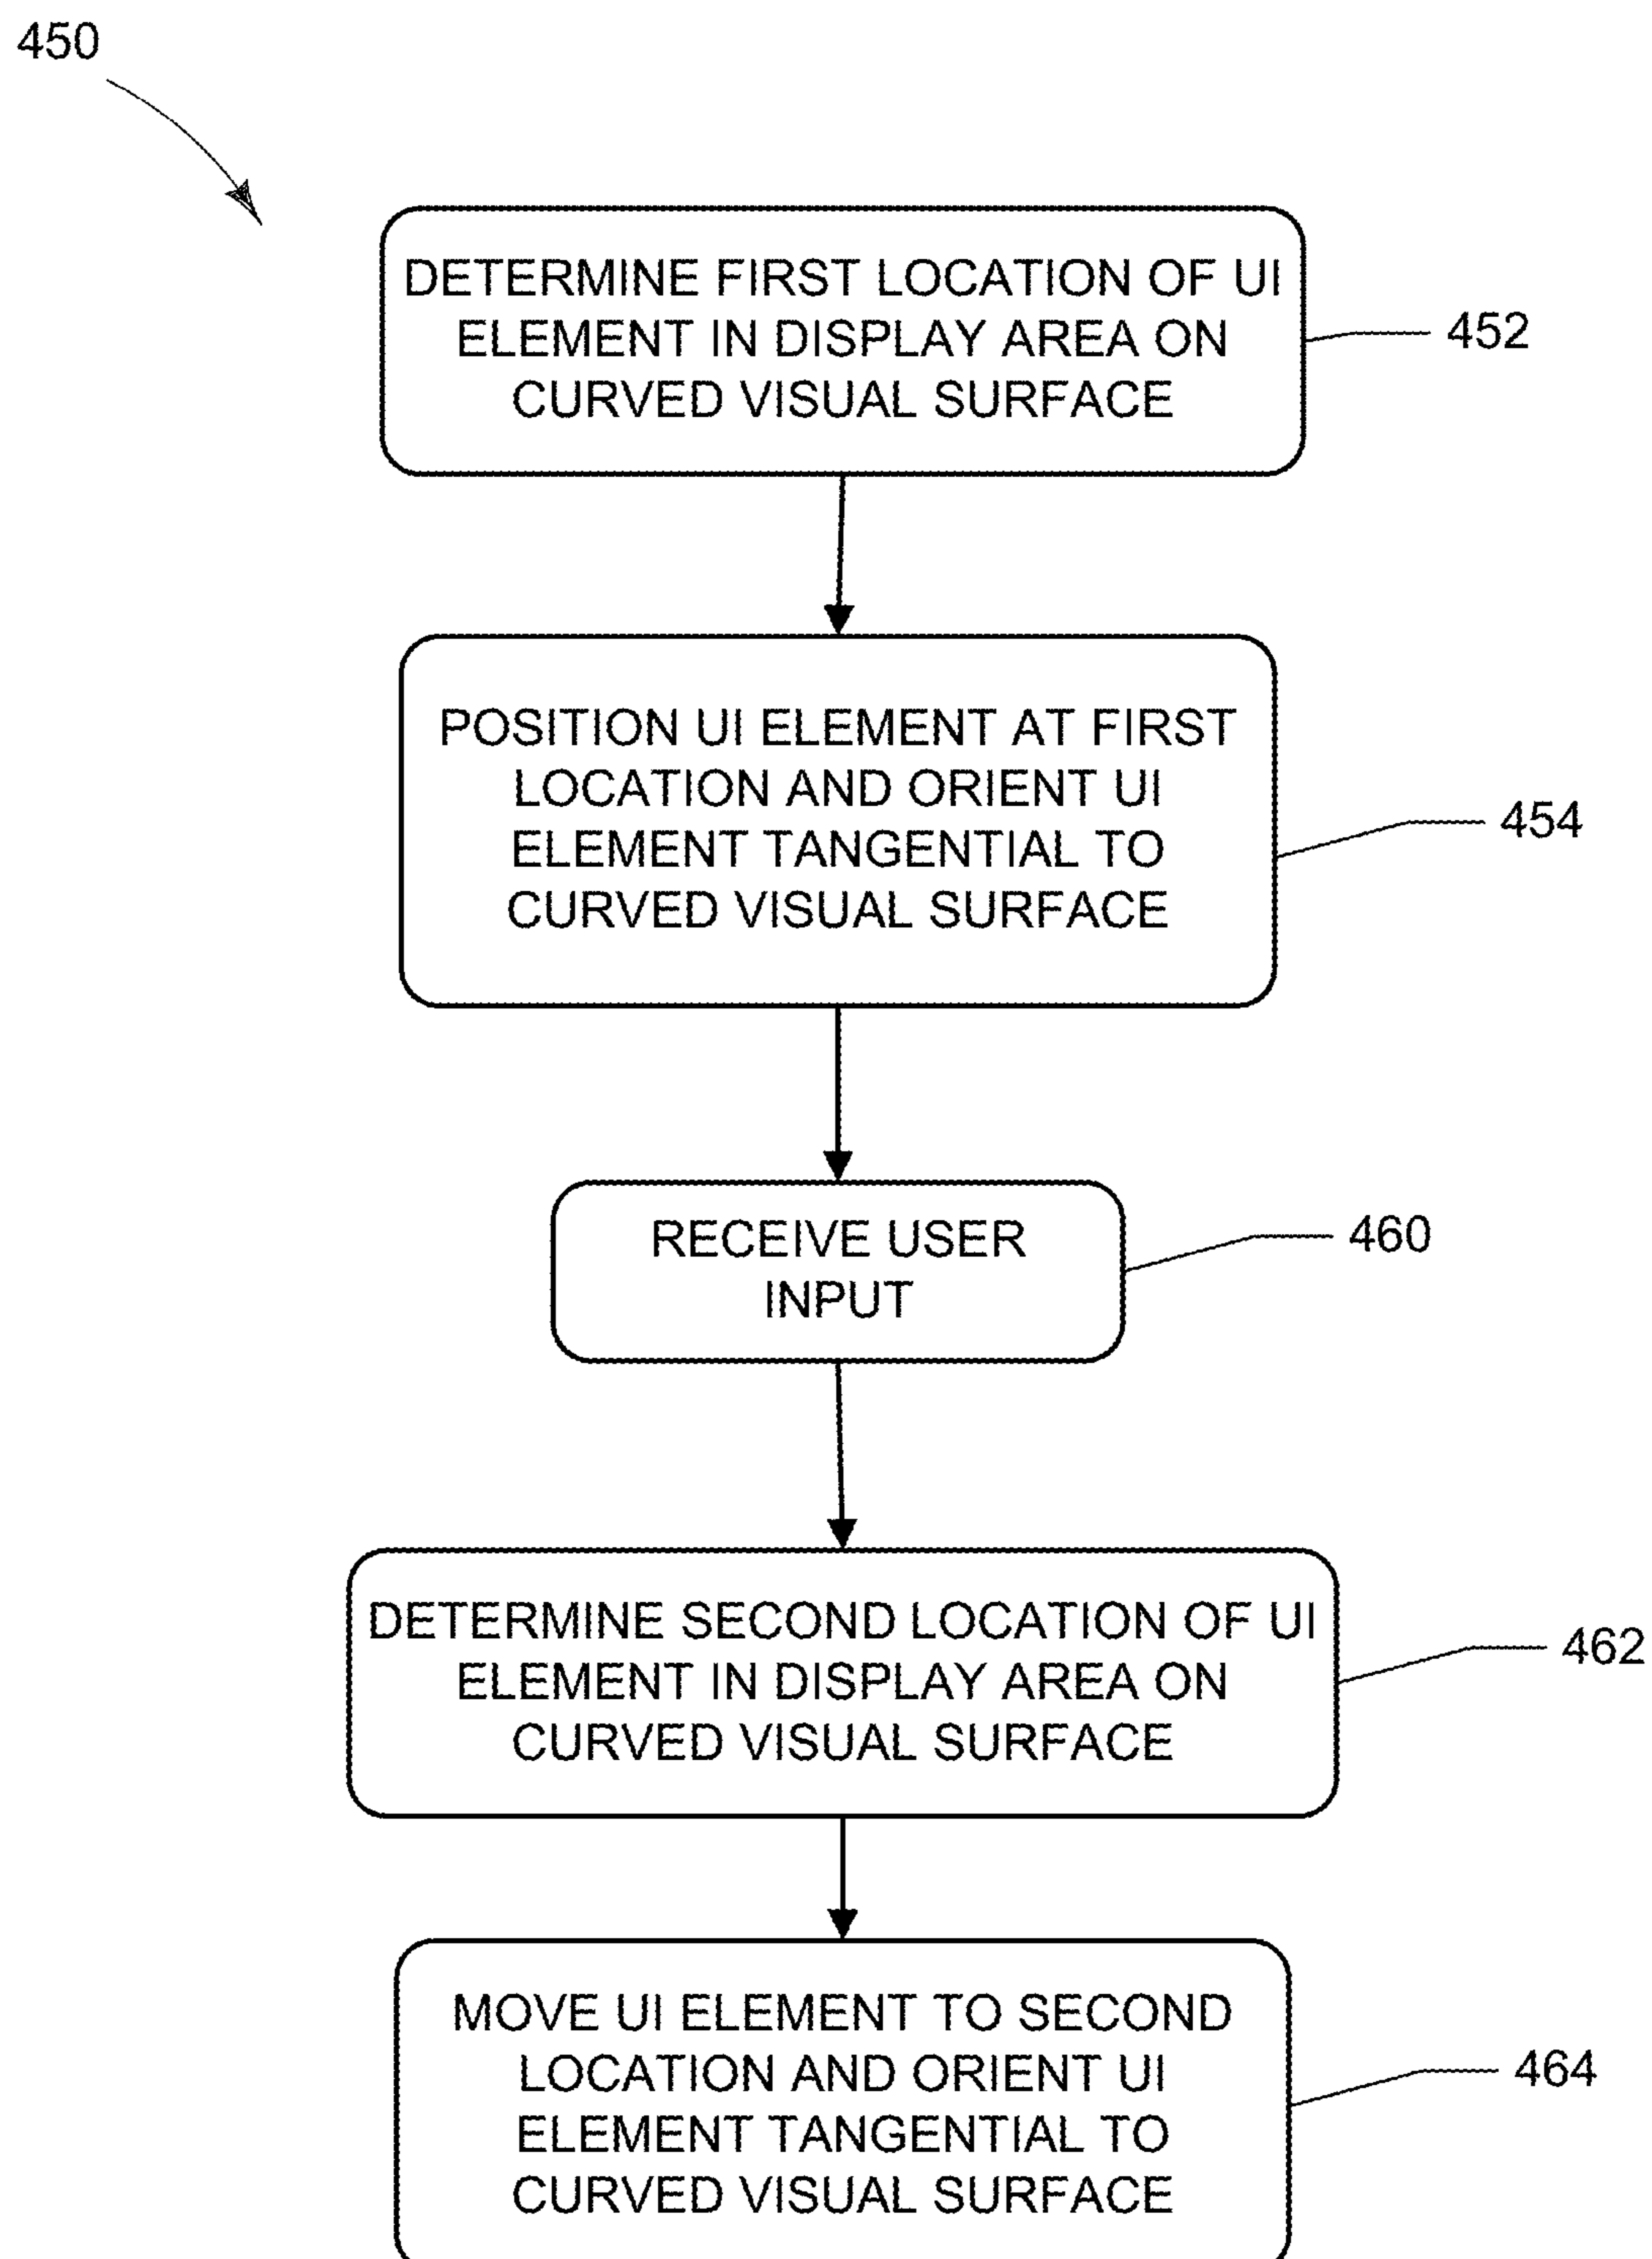 450
DETERMINE FIRST LOCATION OF UI
ELEMENT IN DISPLAY AREA ON
CURVED VISUAL SURFACE
452
POSITION UI ELEMENT AT FIRST
LOCATION AND ORIENT UI
ELEMENT TANGENTIAL TO
CURVED VISUAL SURFACE
454
RECEIVE USER
INPUT
460
DETERMINE SECOND LOCATION OF UI
ELEMENT IN DISPLAY AREA ON
CURVED VISUAL SURFACE
462
MOVE UI ELEMENT TO SECOND
LOCATION AND ORIENT UI
ELEMENT TANGENTIAL TO
CURVED VISUAL SURFACE
464